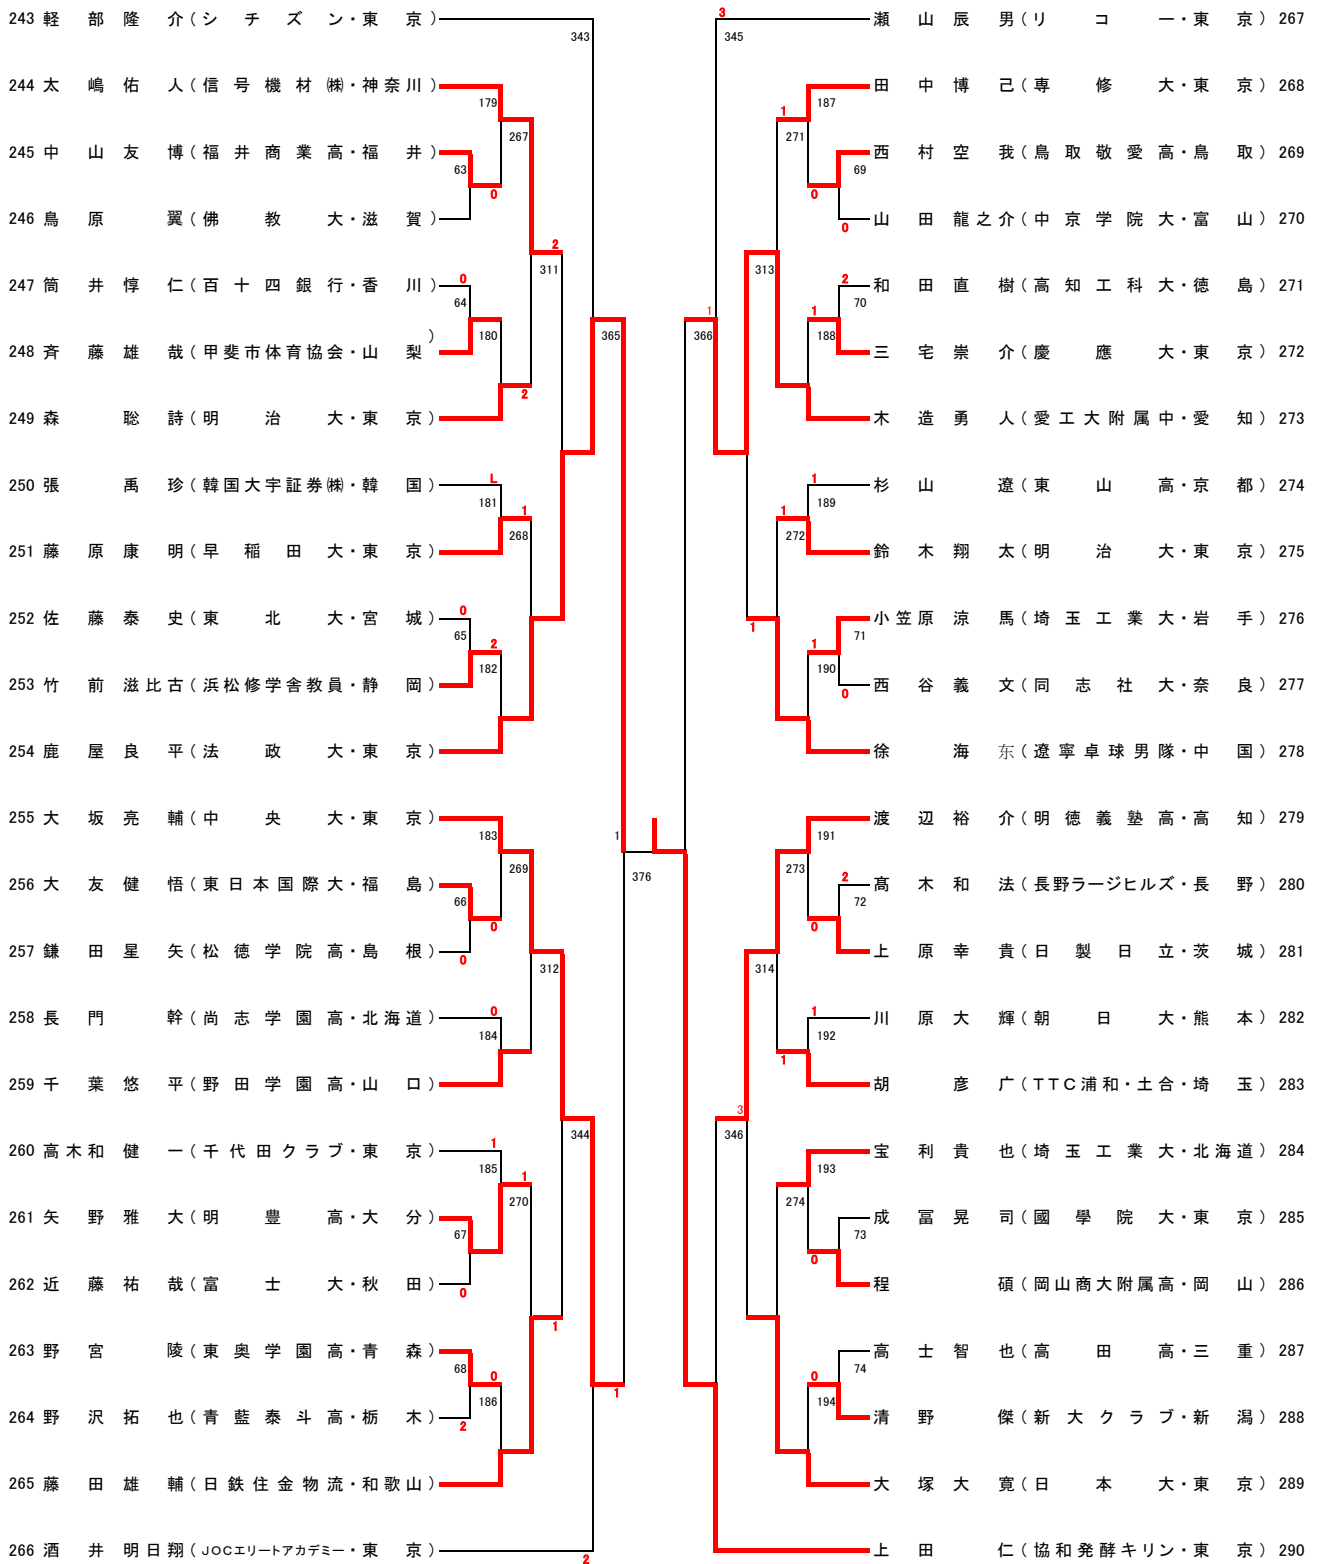 243 軽部隆介(シチズン・東京)
244 太嶋佑人(信号機材㈱・神奈川)
245 中山友博(福井商業高・福井)
246 鳥原翼(佛教大・滋賀)
247 筒井惇仁(百十四銀行・香川)
248 斉藤雄哉(甲斐市体育協会・山梨)
249 森聡詩(明治大・東京)
250 張禹珍(韓国大宇証券㈱・韓国)
251 藤原康明(早稲田大・東京)
252 佐藤泰史(東北大・宮城)
253 竹前滋比古(浜松修学舎教員・静岡)
254 鹿屋良平(法政大・東京)
255 大坂亮輔(中央大・東京)
256 大友健悟(東日本国際大・福島)
257 鎌田星矢(松徳学院高・島根)
258 長門幹(尚志学園高・北海道)
259 千葉悠平(野田学園高・山口)
260 高木和健一(千代田クラブ・東京)
261 矢野雅大(明豊高・大分)
262 近藤祐哉(富士大・秋田)
263 野宮陵(東奥学園高・青森)
264 野沢拓也(青藍泰斗高・栃木)
265 藤田雄輔(日鉄住金物流・和歌山)
266 酒井明日翔(JOCエリートアカデミー・東京)
63
0
0
64
65
0
66
0
0
67
0
68
2
179
180
L
181
182
2
183
0
184
1
185
186
0
267
2
268
1
269
270
1
311
2
312
1
343
344
2
365
1
1
376
366
1
3
345
346
3
313
1
314
271
1
272
1
273
1
274
187
0
188
1
1
189
190
1
191
0
1
192
193
0
194
0
69
0
2
70
71
0
2
72
73
74
瀬山辰男(リコー・東京) 267
田中博己(専修大・東京) 268
西村空我(鳥取敬愛高・鳥取) 269
山田龍之介(中京学院大・富山) 270
和田直樹(高知工科大・徳島) 271
三宅崇介(慶應大・東京) 272
木造勇人(愛工大附属中・愛知) 273
杉山遼(東山高・京都) 274
鈴木翔太(明治大・東京) 275
小笠原涼馬(埼玉工業大・岩手) 276
西谷義文(同志社大・奈良) 277
徐海东(遼寧卓球男隊・中国) 278
渡辺裕介(明徳義塾高・高知) 279
髙木和法(長野ラージヒルズ・長野) 280
上原幸貴(日製日立・茨城) 281
川原大輝(朝日大・熊本) 282
胡彦广(TTC浦和・土合・埼玉) 283
宝利貴也(埼玉工業大・北海道) 284
成冨晃司(國學院大・東京) 285
程碩(岡山商大附属高・岡山) 286
高士智也(高田高・三重) 287
清野傑(新大クラブ・新潟) 288
大塚大寛(日本大・東京) 289
上田仁(協和発酵キリン・東京) 290